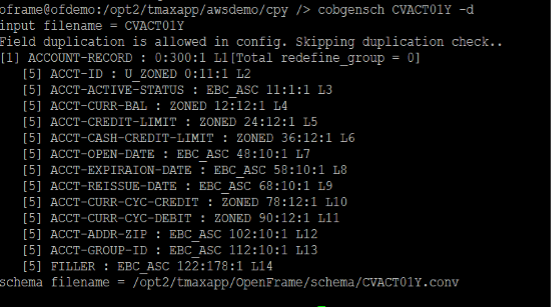 oframe@ofdemo:/opt2/tmaxapp/awsdemo/cpy /> cobgensch CVACT01Y -d
input filename = CVACT01Y
Field duplication is allowed in config. Skipping duplication check..
[1] ACCOUNT-RECORD : 0:300:1 L1[Total redefine_group = 0]
[5] ACCT-ID : U_ZONED 0:11:1 L2
[5] ACCT-ACTIVE-STATUS : EBC_ASC 11:1:1 L3
[5] ACCT-CURR-BAL : ZONED 12:12:1 L4
[5] ACCT-CREDIT-LIMIT : ZONED 24:12:1 L5
[5] ACCT-CASH-CREDIT-LIMIT : ZONED 36:12:1 L6
[5] ACCT-OPEN-DATE : EBC_ASC 48:10:1 L7
[5] ACCT-EXPIRAION-DATE : EBC_ASC 58:10:1 L8
[5] ACCT-REISSUE-DATE : EBC_ASC 68:10:1 L9
[5] ACCT-CURR-CYC-CREDIT : ZONED 78:12:1 L10
[5] ACCT-CURR-CYC-DEBIT : ZONED 90:12:1 L11
[5] ACCT-ADDR-ZIP : EBC_ASC 102:10:1 L12
[5] ACCT-GROUP-ID : EBC_ASC 112:10:1 L13
[5] FILLER : EBC_ASC 122:178:1 L14
schema filename = /opt2/tmaxapp/OpenFrame/schema/CVACT01Y.conv